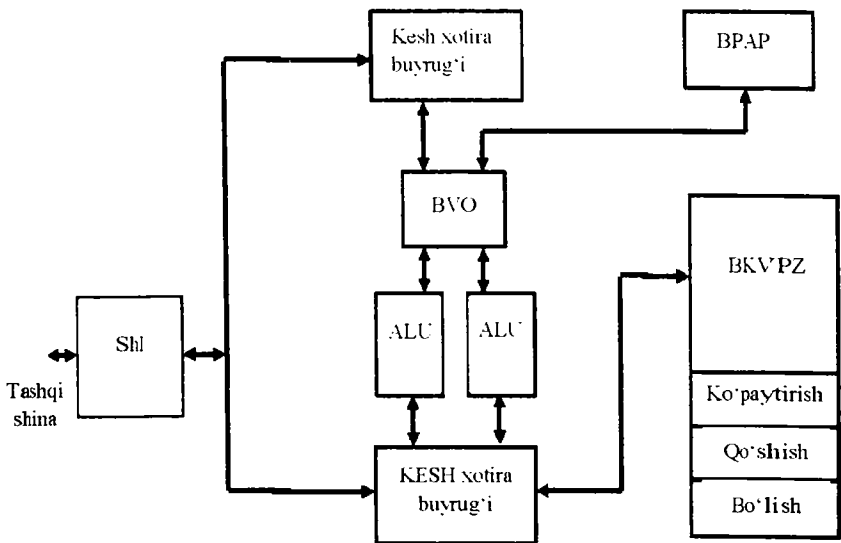 Kesh xotira
buyrug‘i
BPAP
BVO
BKVPZ
ShI
ALU
ALU
Tashqi
shina
Ko‘paytirish
KESH xotira
buyrug‘i
Qo‘shish
Bo‘lish